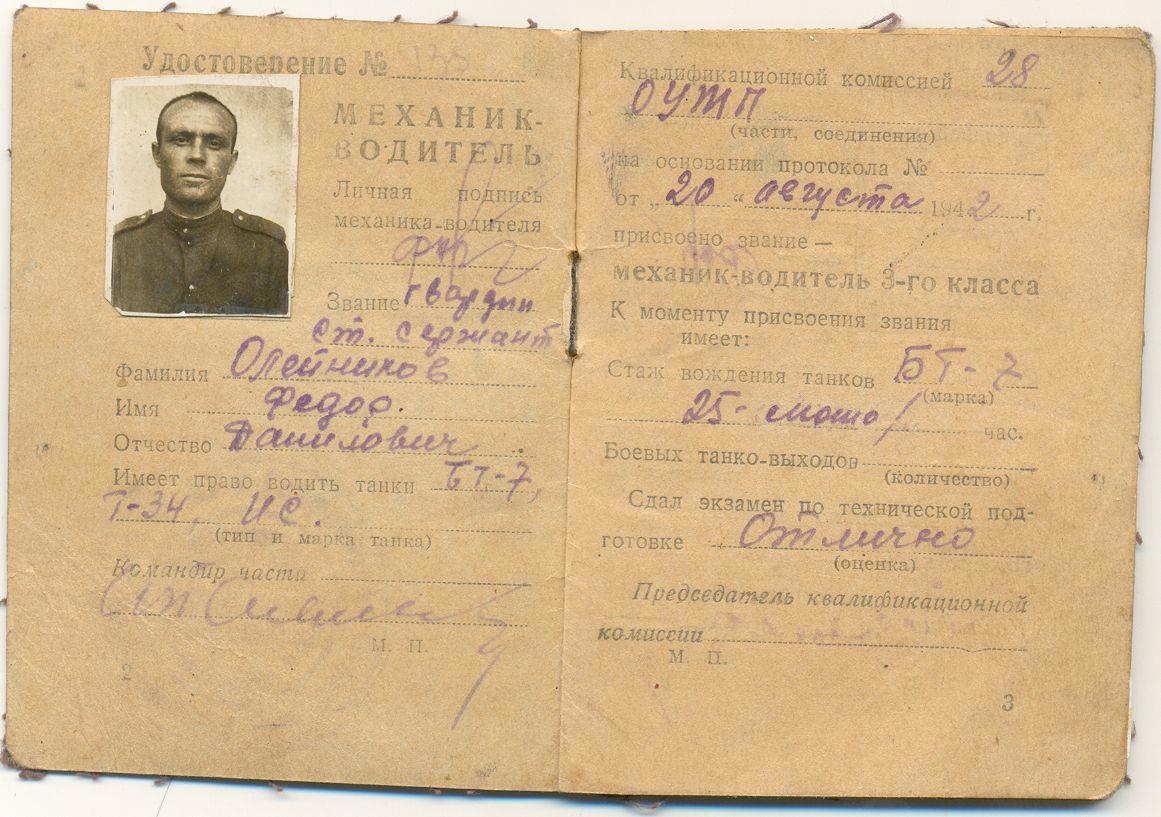 Удостоверение № 135
МЕХАНИК-
ВОДИТЕЛЬ
Личная подпись
механика-водителя
Звание гвардии
ст. сержант
Фамилия Олейников
Имя Федор.
Отчество Данилович.
Имеет право водить танки БТ-7,
Т-34, ИС.
(тип и марка танка)
Командир части
М. П.
2
Квалификационной комиссией 28
ОУТП
(части, соединения)
на основании протокола №
от „ 20 “ августа 1942 г.
присвоено звание —
механик-водитель 3-го класса
К моменту присвоения звания
имеет:
Стаж вождения танков БТ-7
(марка)
25- мото/ час.
Боевых танко-выходов
(количество)
Сдал экзамен по технической под-
готовке Отлично
(оценка)
Председатель квалификационной
комиссии
М. П.
3